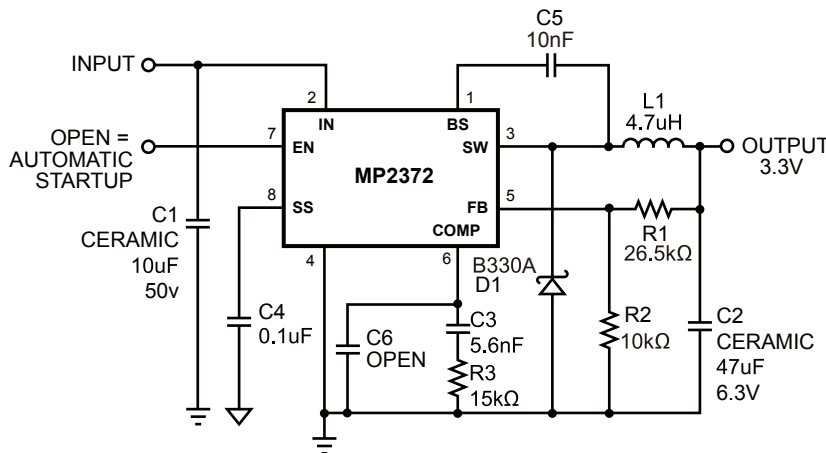 INPUT
OPEN =
AUTOMATIC
STARTUP
C1
CERAMIC
10uF
50v
C4
0.1uF
2
IN
7
EN
8
SS
4
MP2372
1
BS
3
SW
5
FB
COMP
6
C5
10nF
L1
4.7uH
OUTPUT
3.3V
R1
26.5kΩ
B330A
D1
C6
OPEN
C3
5.6nF
R3
15kΩ
R2
10kΩ
C2
CERAMIC
47uF
6.3V